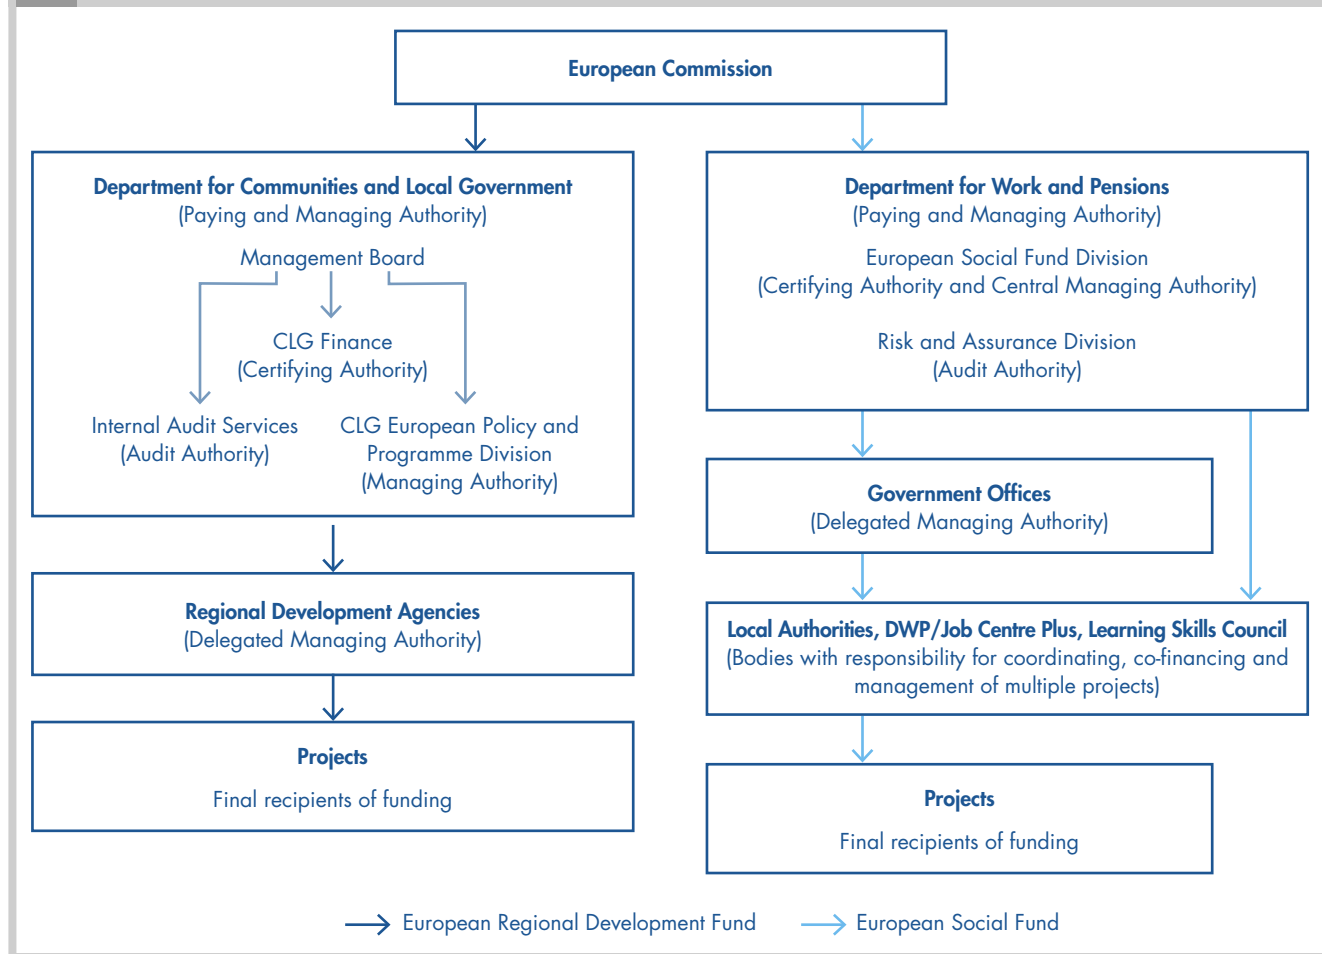 European Commission
Department for Communities and Local Government
(Paying and Managing Authority)
Management Board
CLG Finance
(Certifying Authority)
Internal Audit Services
(Audit Authority)
CLG European Policy and
Programme Division
(Managing Authority)
Regional Development Agencies
(Delegated Managing Authority)
Projects
Final recipients of funding
Department for Work and Pensions
(Paying and Managing Authority)
European Social Fund Division
(Certifying Authority and Central Managing Authority)
Risk and Assurance Division
(Audit Authority)
Government Offices
(Delegated Managing Authority)
Local Authorities, DWP/Job Centre Plus, Learning Skills Council
(Bodies with responsibility for coordinating, co-financing and
management of multiple projects)
Projects
Final recipients of funding
European Regional Development Fund
European Social Fund